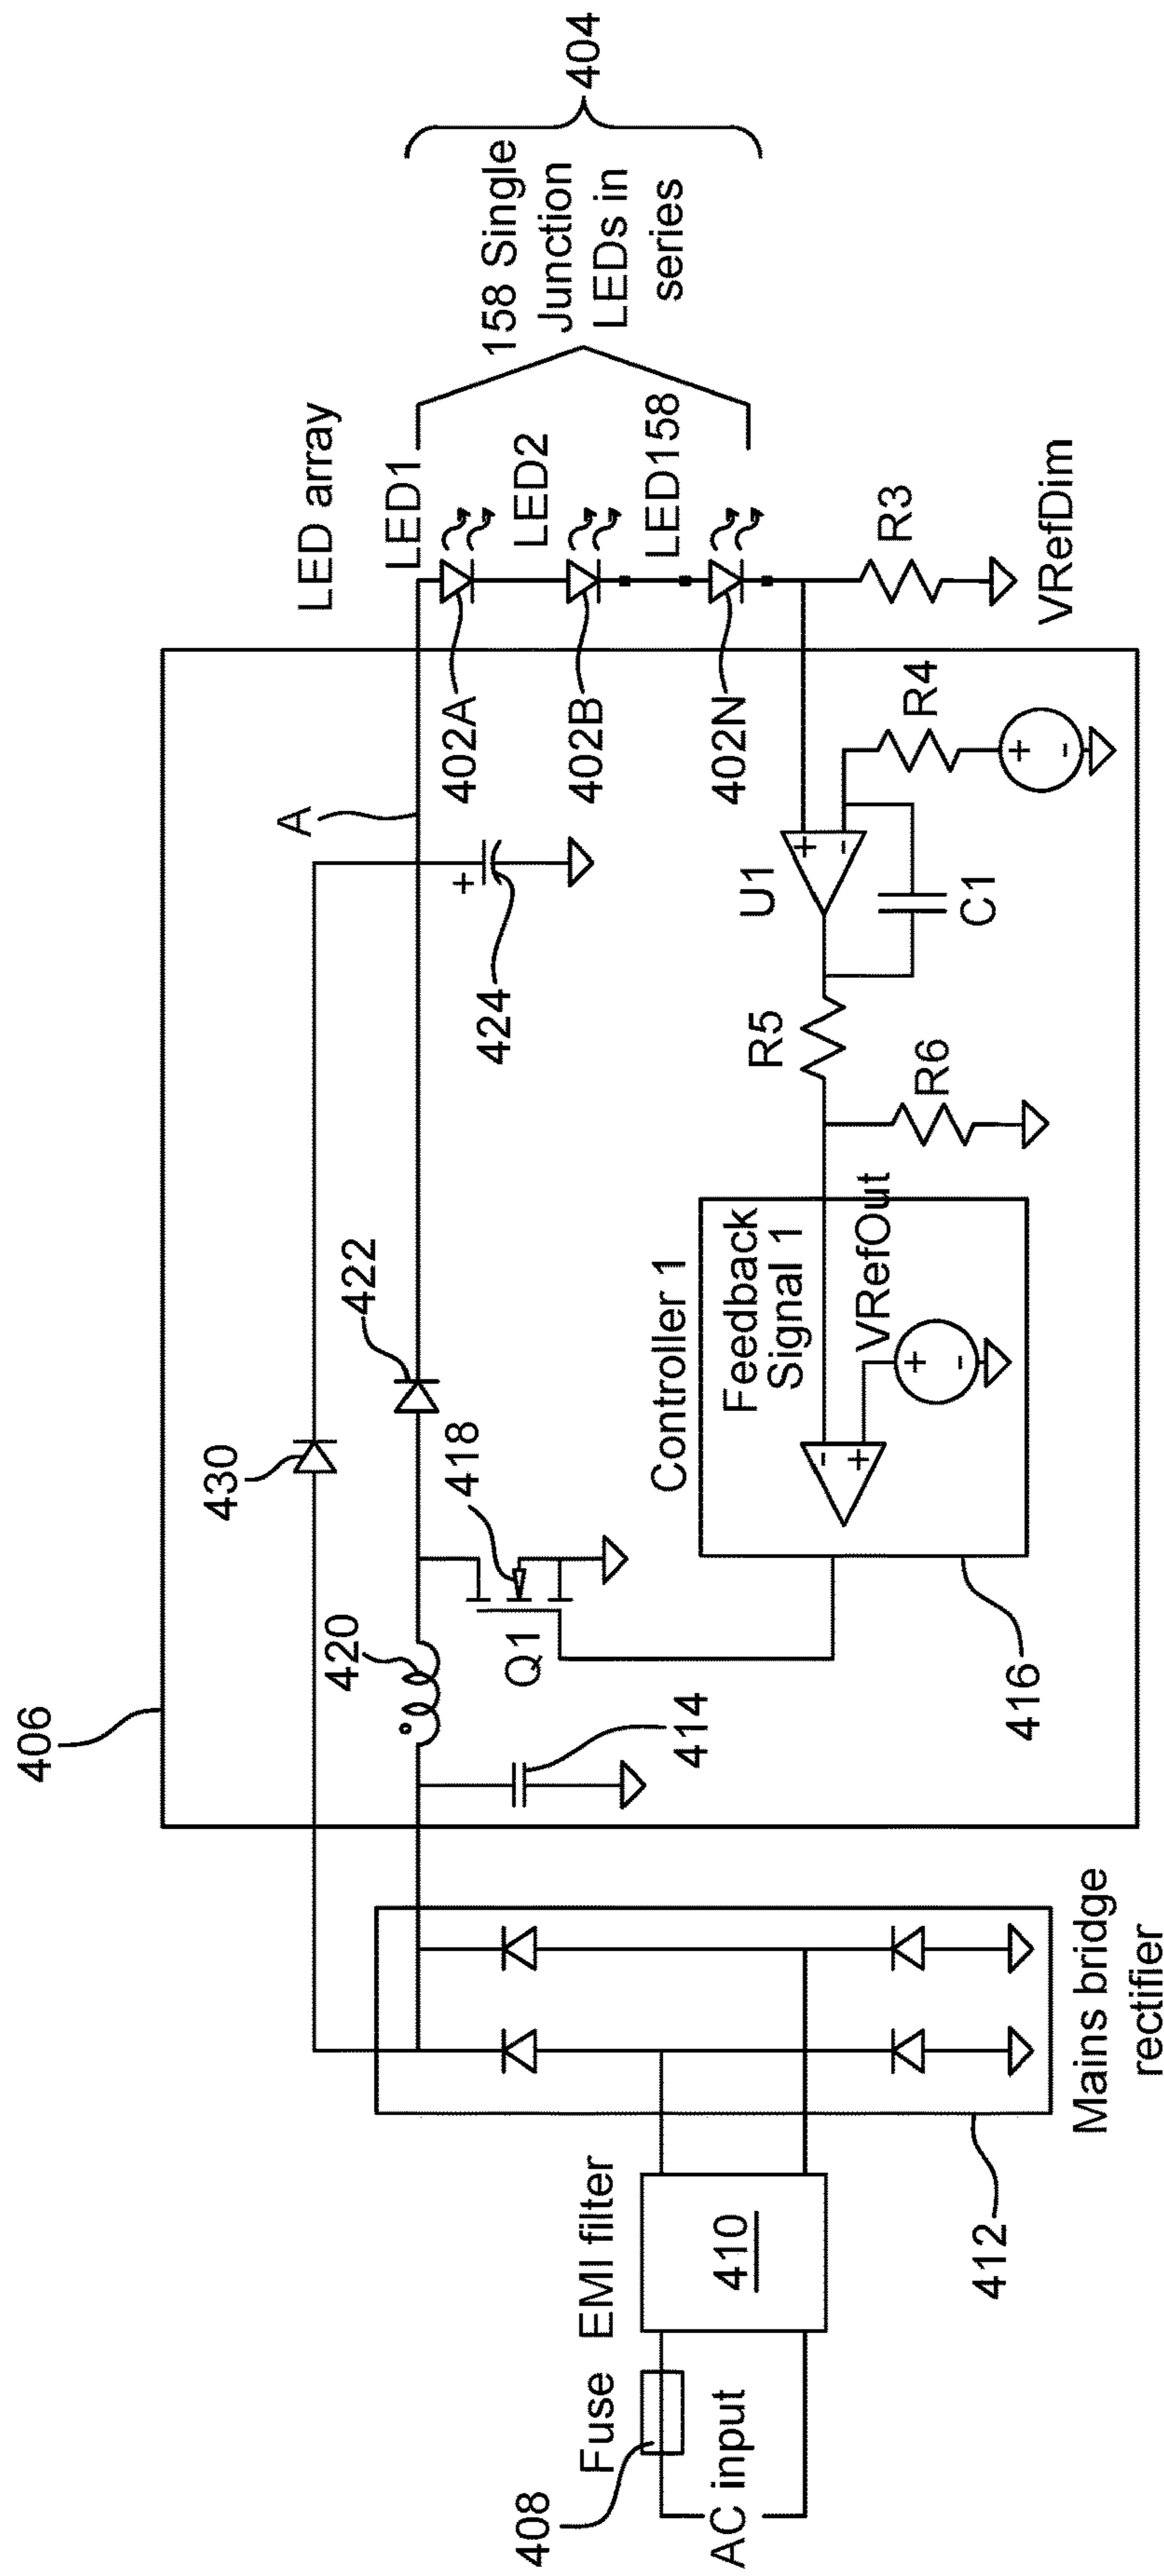 406
430
420
422
418
Q1
414
A
424
LED array
LED1
LED2
LED158
402A
402B
402N
158 Single
Junction
LEDs in
series
404
Fuse
408
AC input
EMI filter
410
412
Mains bridge
rectifier
Controller 1
Feedback
Signal 1
VRefOut
+
-
-
+
416
R5
R6
U1
+
-
C1
R4
+
-
R3
VRefDim
+